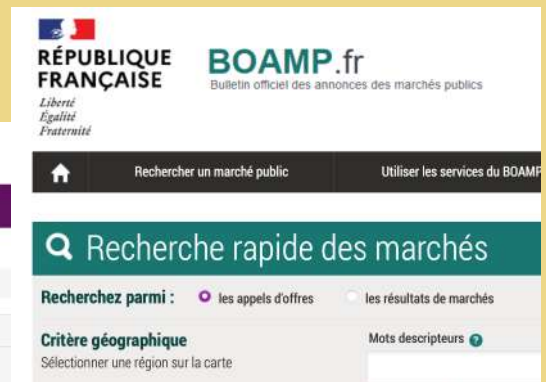 RÉPUBLIQUE
FRANÇAISE
Liberté
Égalité
Fraternité
BOAMP.fr
Bulletin officiel des annonces des marchés publics
Rechercher un marché public
Utiliser les services du BOAMP
Recherche rapide des marchés
Recherchez parmi :
les appels d'offres
les résultats de marchés
Critère géographique
Sélectionner une région sur la carte
Mots descripteurs ?